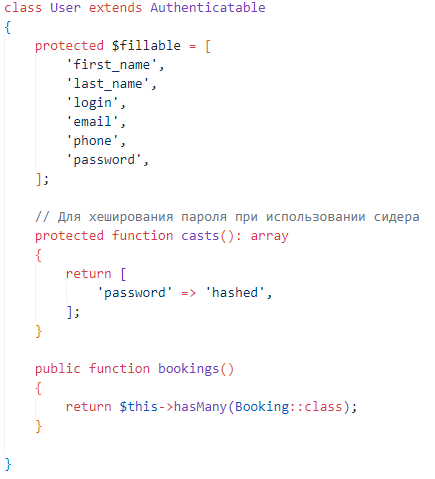 class User extends Authenticatable
{
    protected $fillable = [
        'first_name',
        'last_name',
        'login',
        'email',
        'phone',
        'password',
    ];

    // Для хеширования пароля при использовании сидера
    protected function casts(): array
    {
        return [
            'password' => 'hashed',
        ];
    }

    public function bookings()
    {
        return $this->hasMany(Booking::class);
    }

}